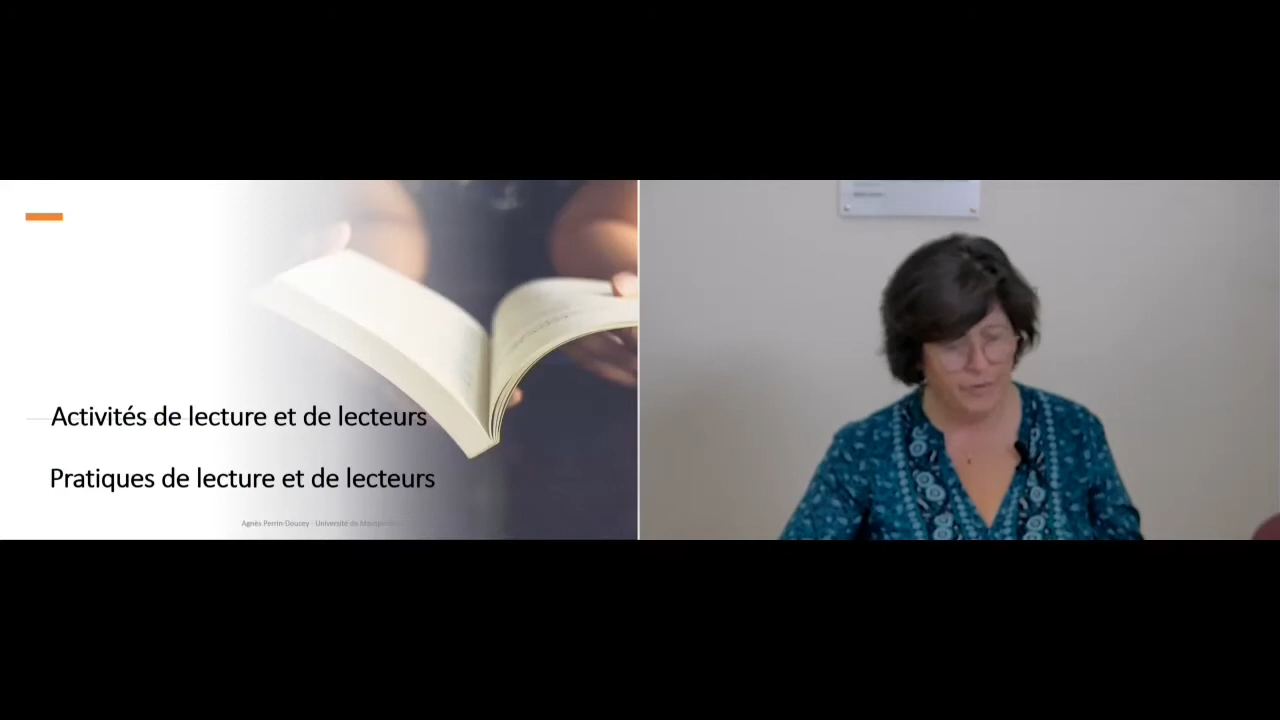 Activités de lecture et de lecteurs
Pratiques de lecture et de lecteurs
Agnès Perrin-Doucey - Université de